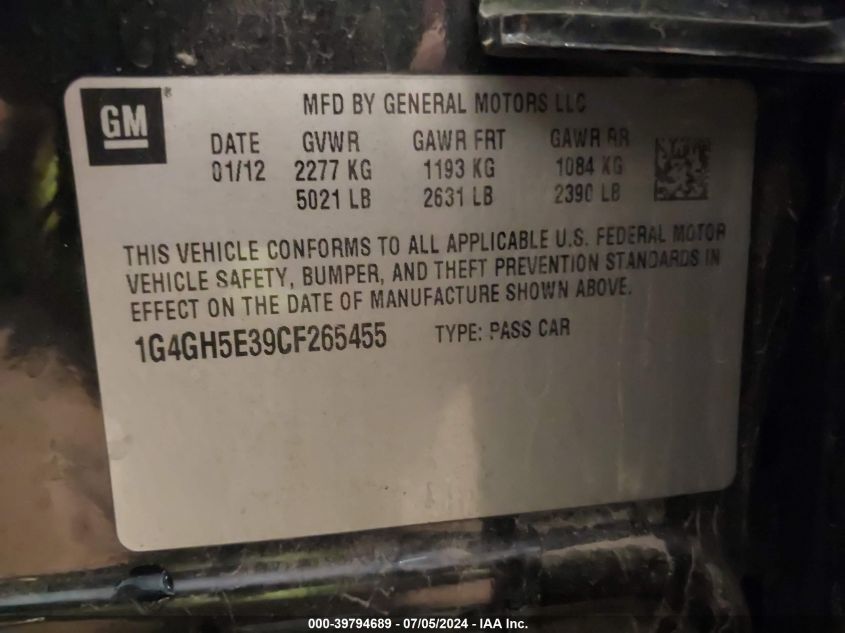 GM®
MFD BY GENERAL MOTORS LLC
DATE GVWR GAWR FRT GAWR RR
01/12 2277 KG 1193 KG 1084 KG
5021 LB 2631 LB 2390 LB
THIS VEHICLE CONFORMS TO ALL APPLICABLE U.S. FEDERAL MOTOR
VEHICLE SAFETY, BUMPER, AND THEFT PREVENTION STANDARDS IN
EFFECT ON THE DATE OF MANUFACTURE SHOWN ABOVE.
1G4GH5E39CF265455 TYPE: PASS CAR
000-39794689 - 07/05/2024 - IAA Inc.